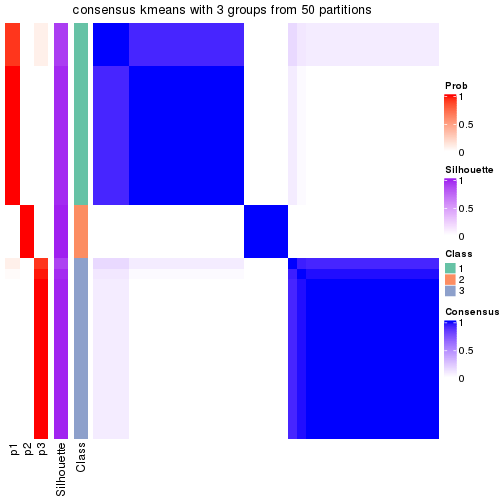 consensus kmeans with 3 groups from 50 partitions
Prob
1
0.5
0
Silhouette
1
0.5
0
Class
1
2
3
Consensus
1
0.5
0
p1
p2
p3
Silhouette
Class